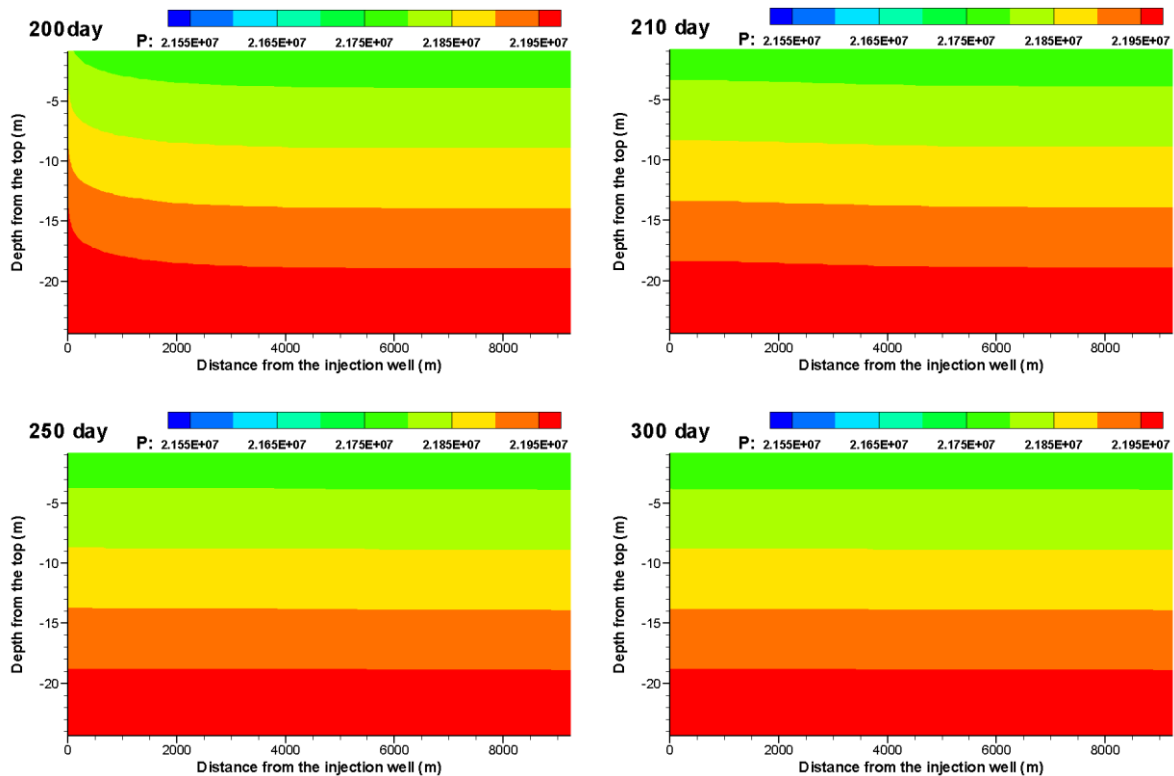 200day
P: 2.155E+07 2.165E+07 2.175E+07 2.185E+07 2.195E+07
Depth from the top (m)
-5
-10
-15
-20
0 2000 4000 6000 8000
Distance from the injection well (m)
210 day
P: 2.155E+07 2.165E+07 2.175E+07 2.185E+07 2.195E+07
Depth from the top (m)
-5
-10
-15
-20
0 2000 4000 6000 8000
Distance from the injection well (m)
250 day
P: 2.155E+07 2.165E+07 2.175E+07 2.185E+07 2.195E+07
Depth from the top (m)
-5
-10
-15
-20
0 2000 4000 6000 8000
Distance from the injection well (m)
300 day
P: 2.155E+07 2.165E+07 2.175E+07 2.185E+07 2.195E+07
Depth from the top (m)
-5
-10
-15
-20
0 2000 4000 6000 8000
Distance from the injection well (m)